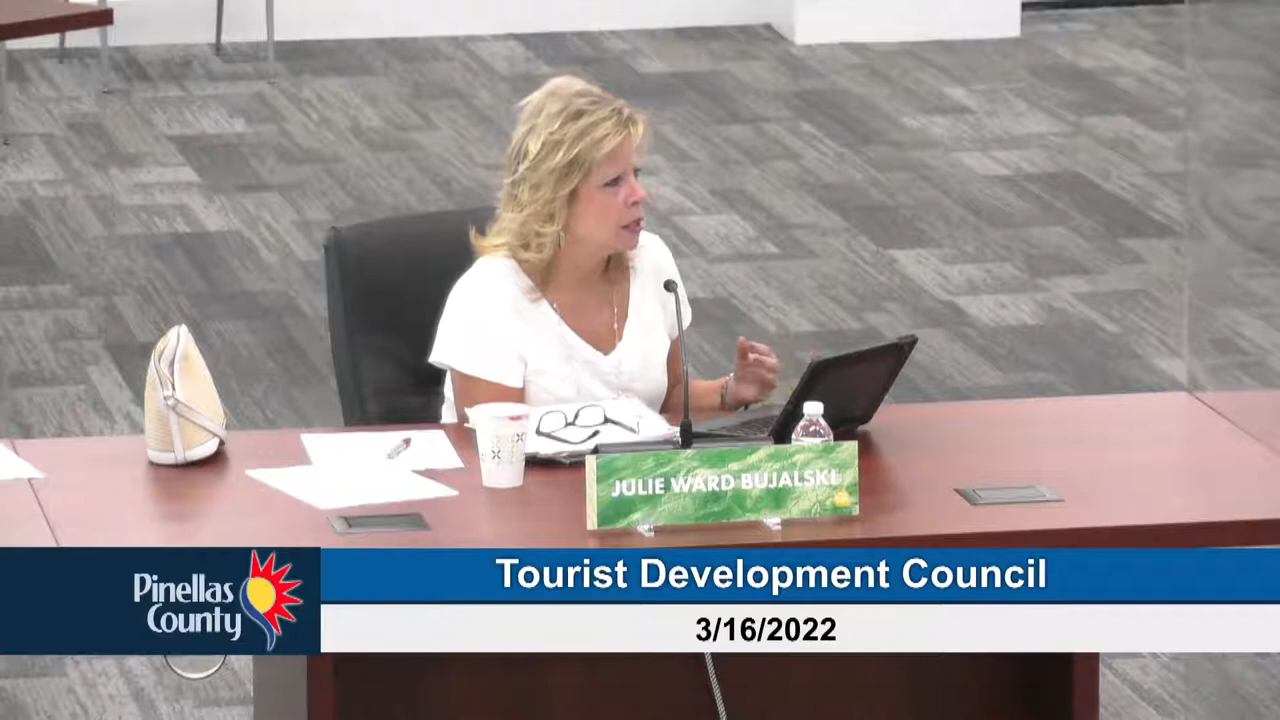 JULIE WARD BUJALSKI
Pinellas
County
Tourist Development Council
3/16/2022